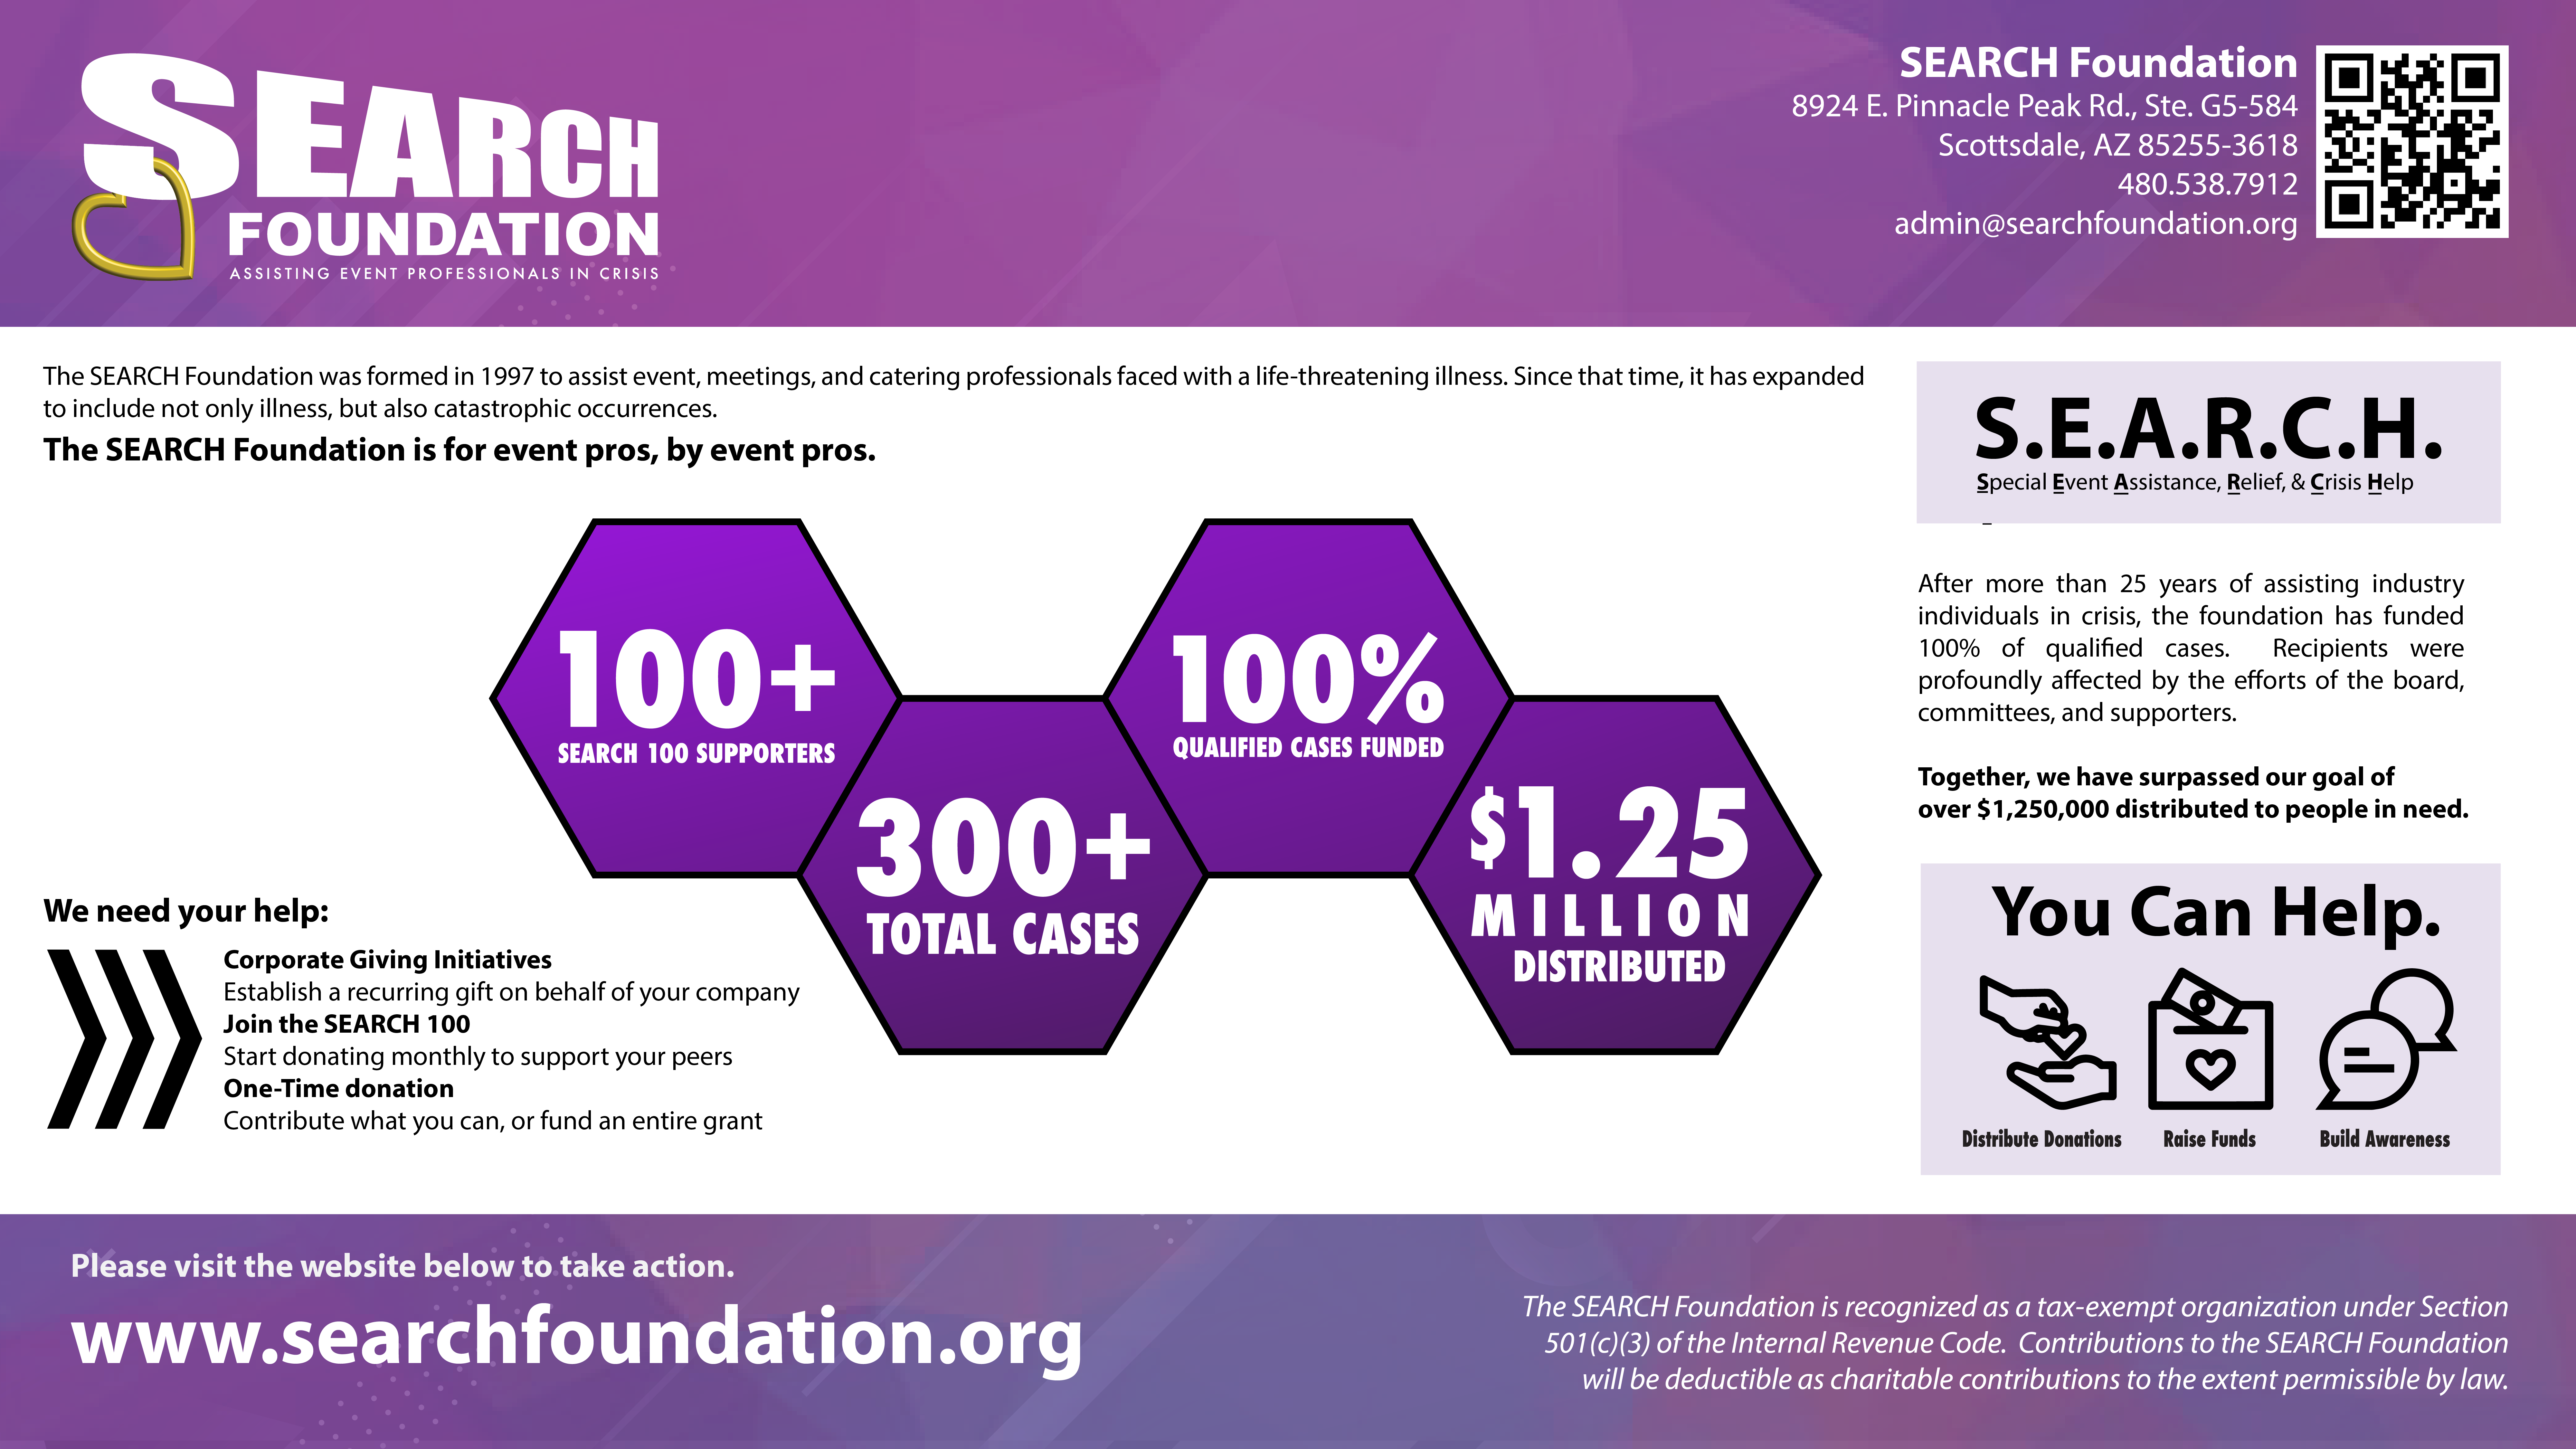 SEARCH
FOUNDATION
ASSISTING EVENT PROFESSIONALS IN CRISIS
SEARCH Foundation
8924 E. Pinnacle Peak Rd., Ste. G5-584
Scottsdale, AZ 85255-3618
480.538.7912
admin@searchfoundation.org
The SEARCH Foundation was formed in 1997 to assist event, meetings, and catering professionals faced with a life-threatening illness. Since that time, it has expanded
to include not only illness, but also catastrophic occurrences.
The SEARCH Foundation is for event pros, by event pros.
100+
SEARCH 100 SUPPORTERS
300+
TOTAL CASES
100%
QUALIFIED CASES FUNDED
$1.25
MILLION
DISTRIBUTED
We need your help:
Corporate Giving Initiatives
Establish a recurring gift on behalf of your company
Join the SEARCH 100
Start donating monthly to support your peers
One-Time donation
Contribute what you can, or fund an entire grant
S.E.A.R.C.H.
Special Event Assistance, Relief, & Crisis Help
After more than 25 years of assisting industry
individuals in crisis, the foundation has funded
100% of qualified cases. Recipients were
profoundly affected by the efforts of the board,
committees, and supporters.
Together, we have surpassed our goal of
over $1,250,000 distributed to people in need.
You Can Help.
Distribute Donations
Raise Funds
Build Awareness
Please visit the website below to take action.
www.searchfoundation.org
The SEARCH Foundation is recognized as a tax-exempt organization under Section
501(c)(3) of the Internal Revenue Code. Contributions to the SEARCH Foundation
will be deductible as charitable contributions to the extent permissible by law.